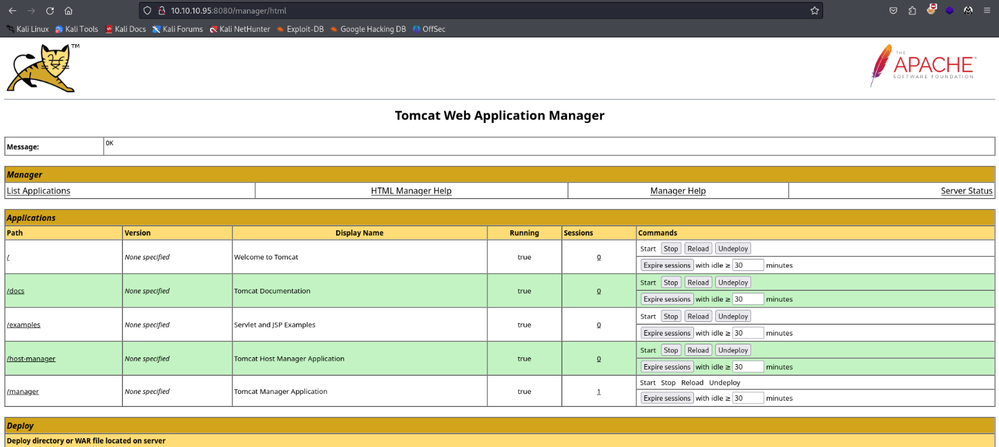 10.10.10.95:8080/manager/html
Kali Linux Kali Tools Kali Docs Kali Forums Kali NetHunter Exploit-DB Google Hacking DB OffSec
TM
THE
APACHE®
SOFTWARE FOUNDATION
Tomcat Web Application Manager
Message: OK
Manager
List Applications HTML Manager Help Manager Help Server Status
Applications
Path Version Display Name Running Sessions Commands
/ None specified Welcome to Tomcat true 0 Start Stop Reload Undeploy
Expire sessions with idle ≥ 30 minutes
/docs None specified Tomcat Documentation true 0 Start Stop Reload Undeploy
Expire sessions with idle ≥ 30 minutes
/examples None specified Servlet and JSP Examples true 0 Start Stop Reload Undeploy
Expire sessions with idle ≥ 30 minutes
/host-manager None specified Tomcat Host Manager Application true 0 Start Stop Reload Undeploy
Expire sessions with idle ≥ 30 minutes
/manager None specified Tomcat Manager Application true 1 Start Stop Reload Undeploy
Expire sessions with idle ≥ 30 minutes
Deploy
Deploy directory or WAR file located on server